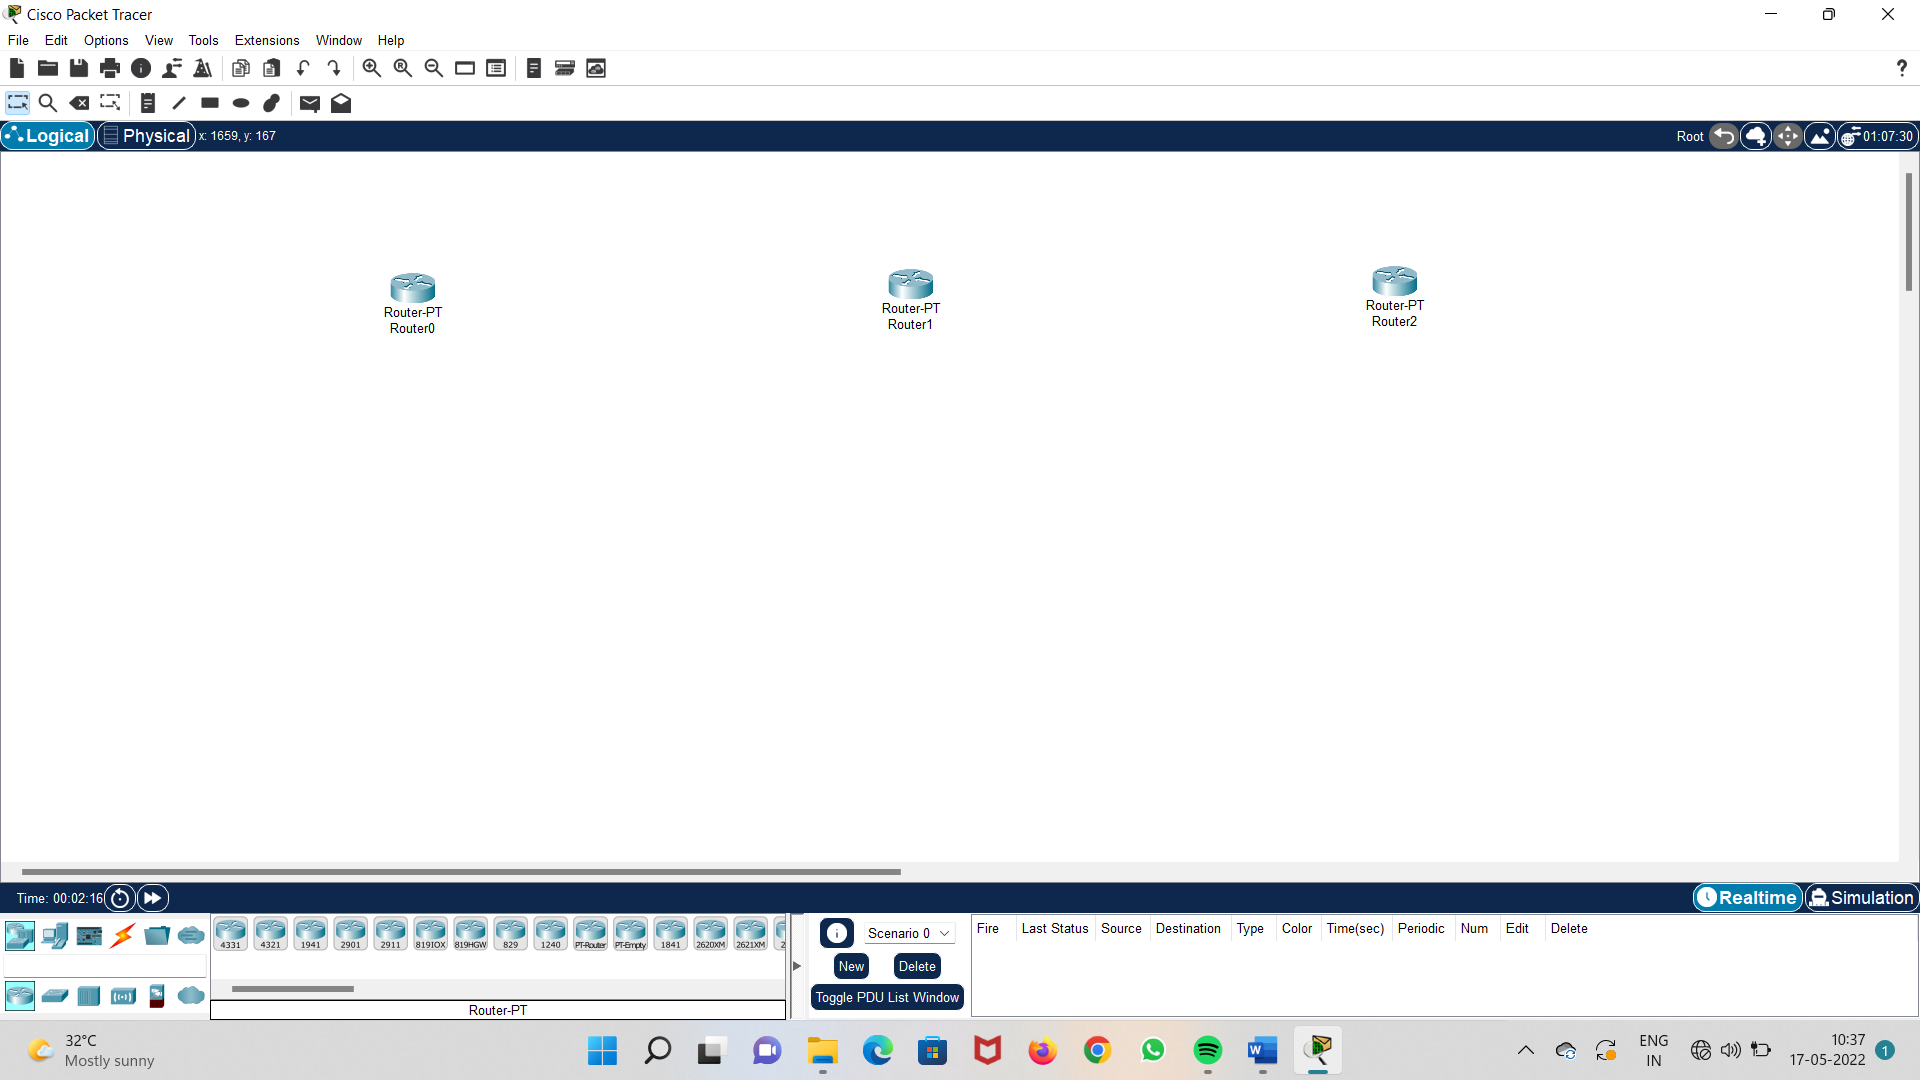 Cisco Packet Tracer
File Edit Options View Tools Extensions Window Help
Logical Physical x: 1659, y: 167 Root 01:07:30
Router-PT
Router0
Router-PT
Router1
Router-PT
Router2
Time: 00:02:16 Realtime Simulation
4331 4321 1941 2901 2911 819IOX 819HGW 829 1240 PT-Router PT-Empty 1841 2620XM 2621XM
Router-PT
Scenario 0
New Delete
Toggle PDU List Window
Fire Last Status Source Destination Type Color Time(sec) Periodic Num Edit Delete
32°C
Mostly sunny
ENG
IN
10:37
17-05-2022
1